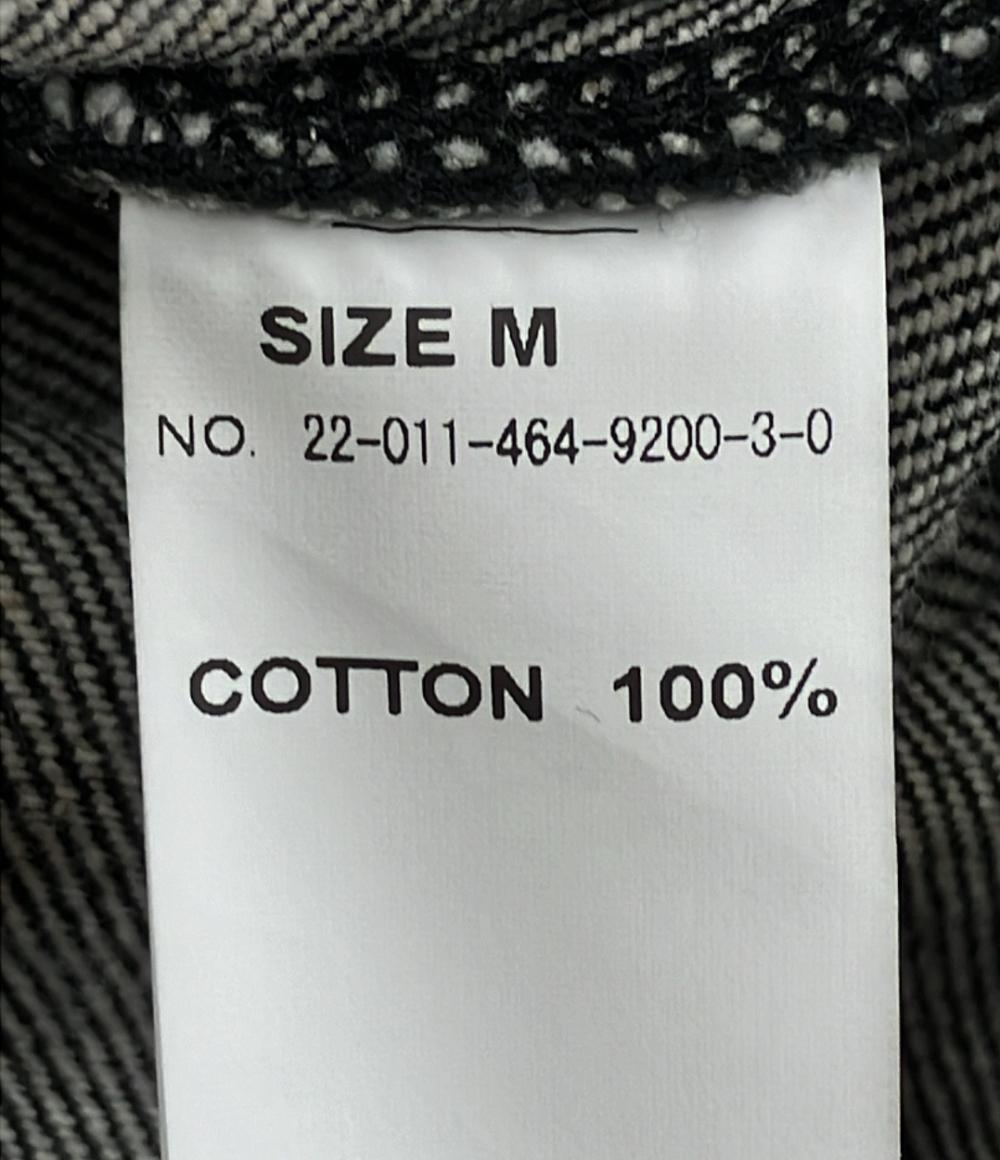 SIZE M
NO. 22-011-464-9200-3-0
COTTON 100%